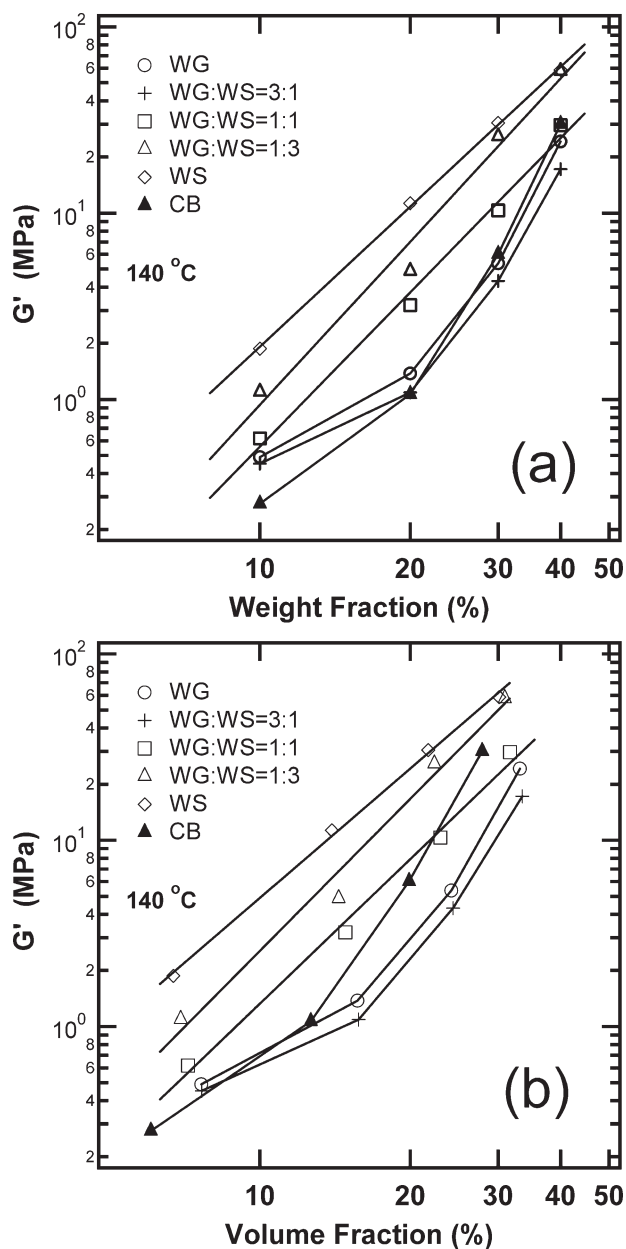 10²
8
6
4
2
10¹
8
6
4
2
10⁰
8
6
4
2
G' (MPa)
WG
WG:WS=3:1
WG:WS=1:1
WG:WS=1:3
WS
CB
140 °C
(a)
10 20 30 40 50
Weight Fraction (%)
10²
8
6
4
2
10¹
8
6
4
2
10⁰
8
6
4
2
G' (MPa)
WG
WG:WS=3:1
WG:WS=1:1
WG:WS=1:3
WS
CB
140 °C
(b)
10 20 30 40 50
Volume Fraction (%)